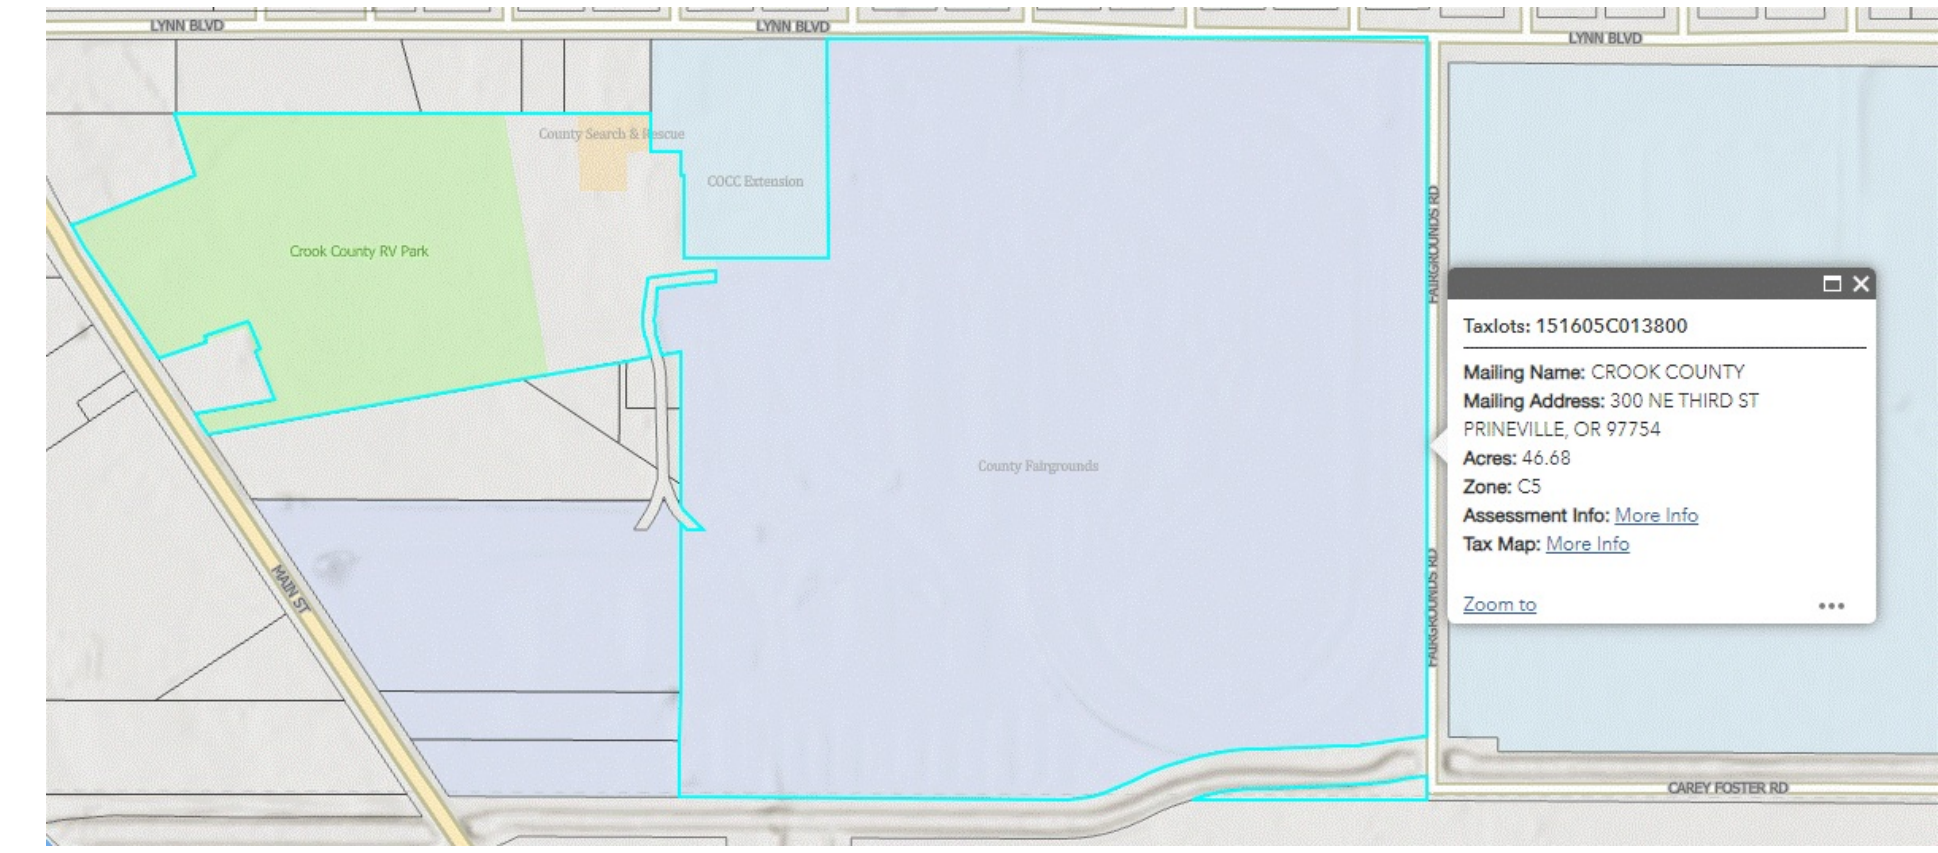 LYNN BLVD
LYNN BLVD
LYNN BLVD
County Search & Rescue
COCC Extension
Crook County RV Park
FAIRGROUNDS RD
Taxlots: 151605C013800
Mailing Name: CROOK COUNTY
Mailing Address: 300 NE THIRD ST
PRINEVILLE, OR 97754
Acres: 46.68
Zone: C5
Assessment Info: More Info
Tax Map: More Info
Zoom to
County Fairgrounds
MAIN ST
FAIRGROUNDS RD
CAREY FOSTER RD